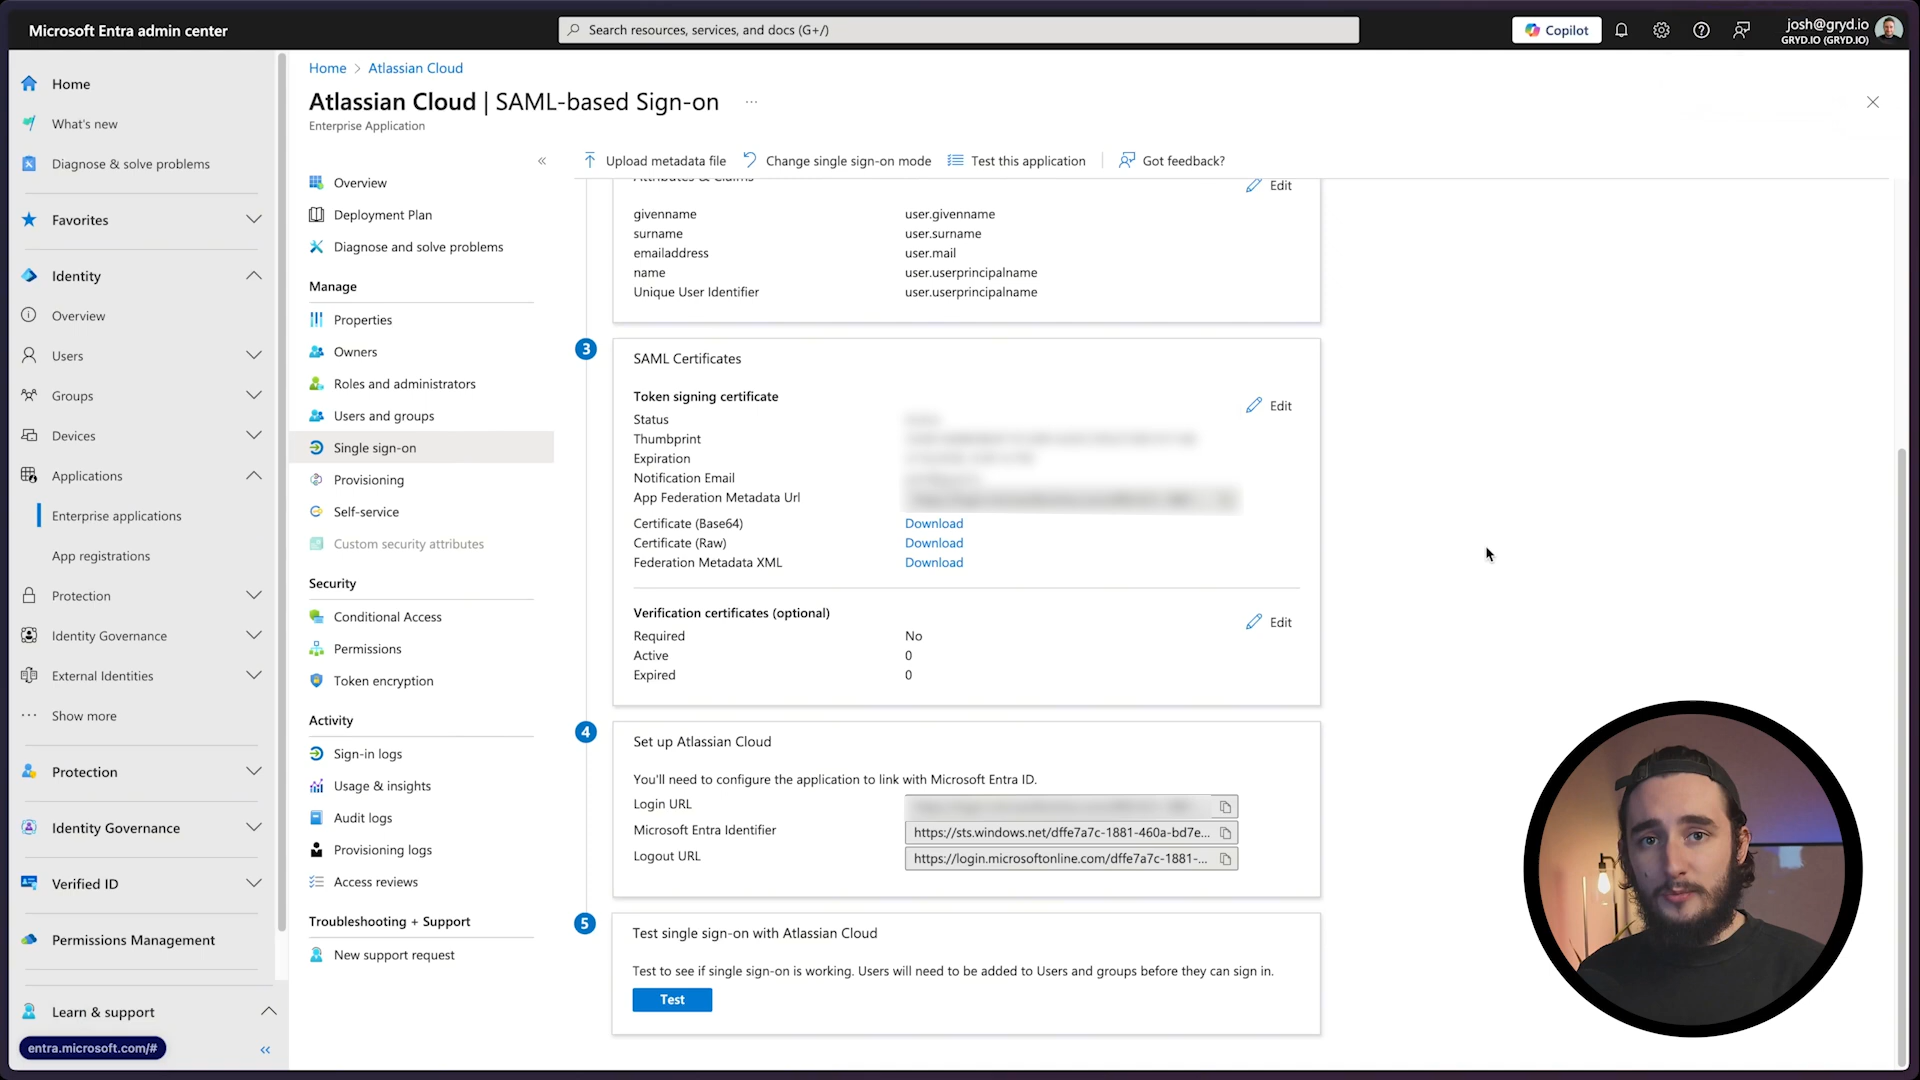 Microsoft Entra admin center
Search resources, services, and docs (G+/)
Copilot
josh@gryd.io
GRYD.IO (GRYD.IO)
Home
What's new
Diagnose & solve problems
Favorites
Identity
Overview
Users
Groups
Devices
Applications
Enterprise applications
App registrations
Protection
Identity Governance
External Identities
Show more
Protection
Identity Governance
Verified ID
Permissions Management
Learn & support
entra.microsoft.com/#
Home > Atlassian Cloud
Atlassian Cloud | SAML-based Sign-on
Enterprise Application
Overview
Deployment Plan
Diagnose and solve problems
Manage
Properties
Owners
Roles and administrators
Users and groups
Single sign-on
Provisioning
Self-service
Custom security attributes
Security
Conditional Access
Permissions
Token encryption
Activity
Sign-in logs
Usage & insights
Audit logs
Provisioning logs
Access reviews
Troubleshooting + Support
New support request
Upload metadata file
Change single sign-on mode
Test this application
Got feedback?
Attributes & Claims
Edit
givenname user.givenname
surname user.surname
emailaddress user.mail
name user.userprincipalname
Unique User Identifier user.userprincipalname
3
SAML Certificates
Token signing certificate
Edit
Status
Thumbprint
Expiration
Notification Email
App Federation Metadata Url
Certificate (Base64) Download
Certificate (Raw) Download
Federation Metadata XML Download
Verification certificates (optional)
Edit
Required No
Active 0
Expired 0
4
Set up Atlassian Cloud
You'll need to configure the application to link with Microsoft Entra ID.
Login URL
Microsoft Entra Identifier https://sts.windows.net/dffe7a7c-1881-460a-bd7e...
Logout URL https://login.microsoftonline.com/dffe7a7c-1881-...
5
Test single sign-on with Atlassian Cloud
Test to see if single sign-on is working. Users will need to be added to Users and groups before they can sign in.
Test